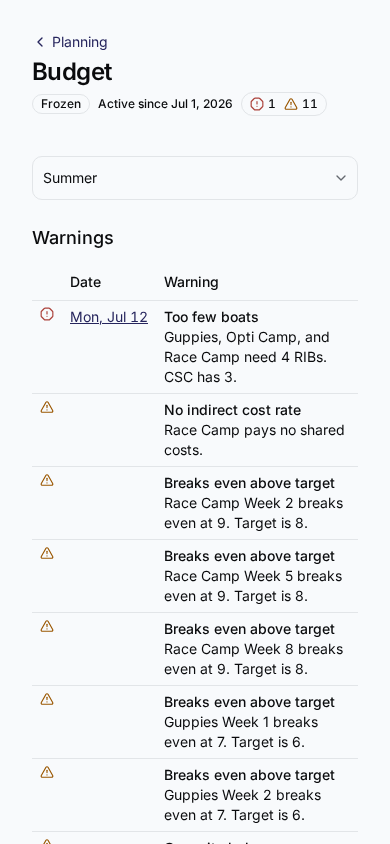 Planning
Budget
Frozen Active since Jul 1, 2026 1 11
Summer
Warnings
Date Warning
Mon, Jul 12 Too few boats
Guppies, Opti Camp, and
Race Camp need 4 RIBs.
CSC has 3.
No indirect cost rate
Race Camp pays no shared
costs.
Breaks even above target
Race Camp Week 2 breaks
even at 9. Target is 8.
Breaks even above target
Race Camp Week 5 breaks
even at 9. Target is 8.
Breaks even above target
Race Camp Week 8 breaks
even at 9. Target is 8.
Breaks even above target
Guppies Week 1 breaks
even at 7. Target is 6.
Breaks even above target
Guppies Week 2 breaks
even at 7. Target is 6.